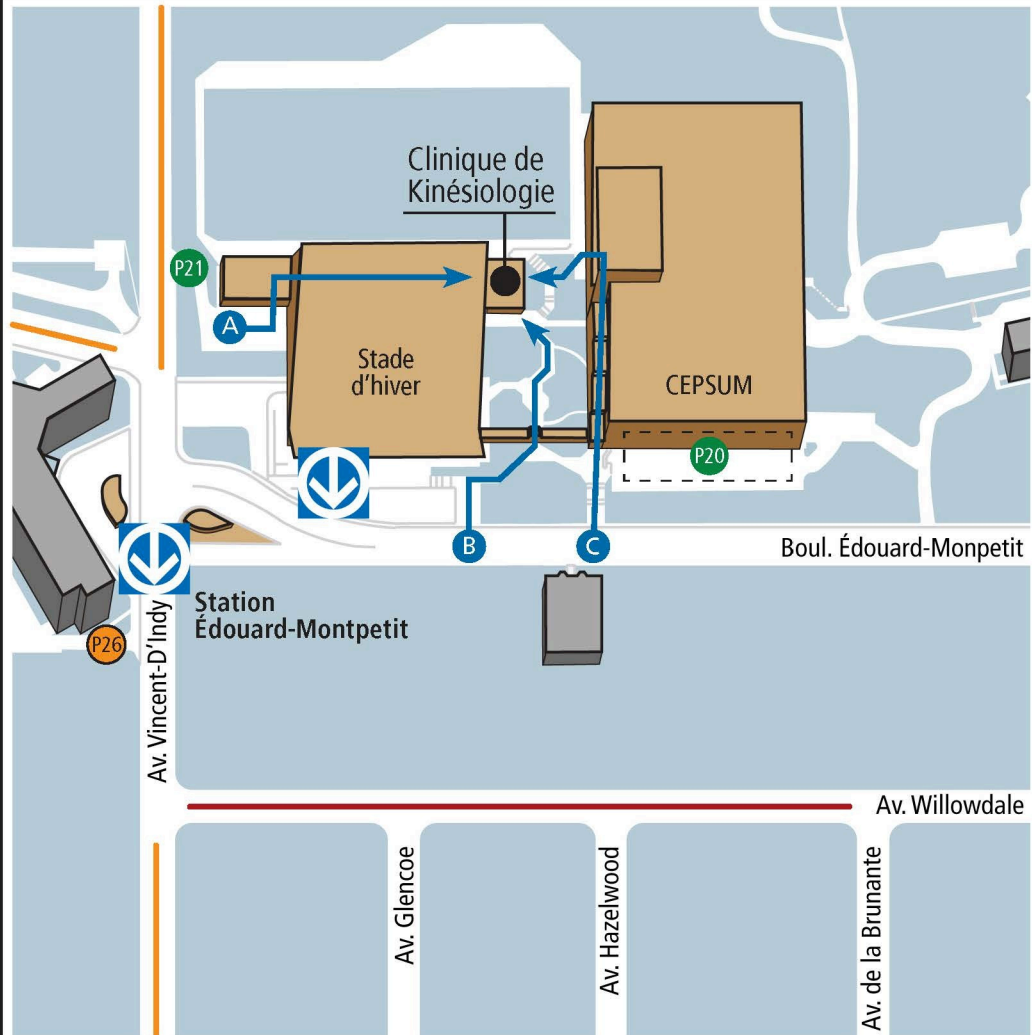 Clinique de
Kinésiologie
P21
A
Stade
d'hiver
CEPSUM
P20
B
C
Boul. Édouard-Monpetit
Station
Édouard-Montpetit
P26
Av. Vincent-D'Indy
Av. Willowdale
Av. Glencoe
Av. Hazelwood
Av. de la Brunante